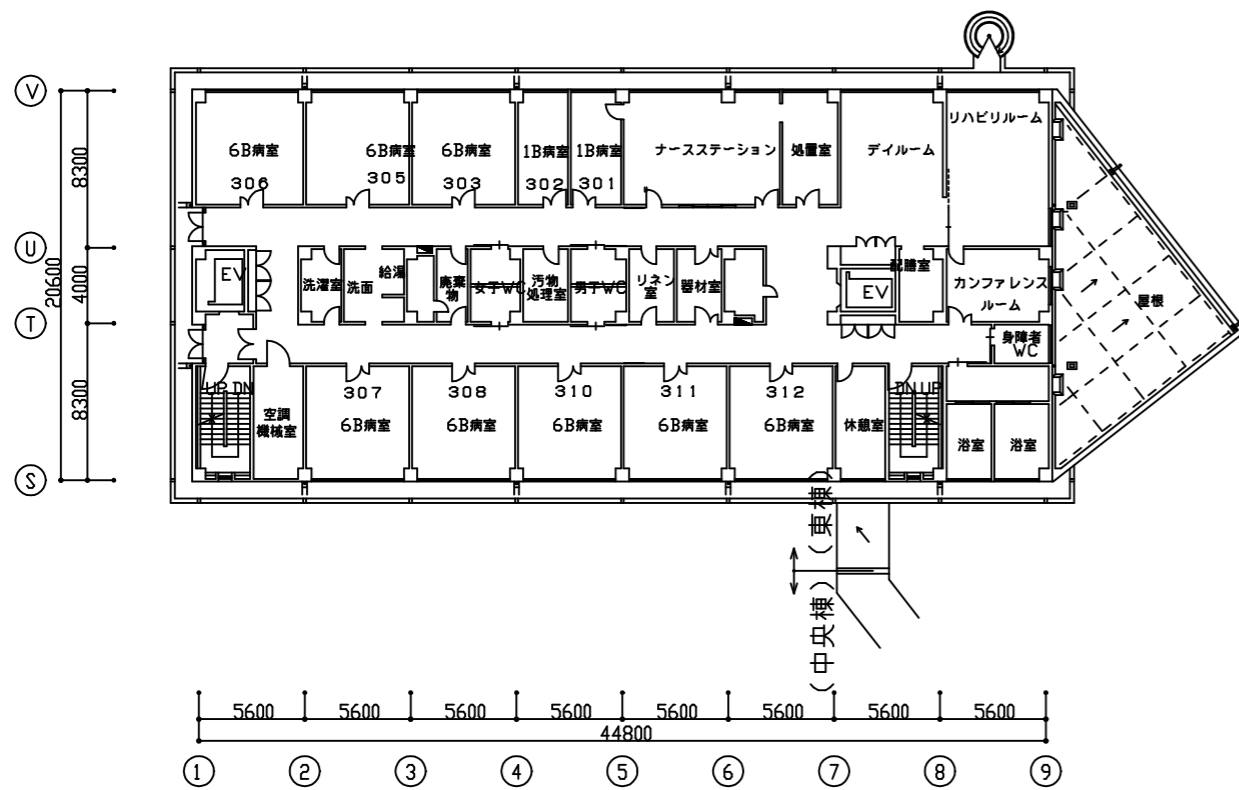 V
U
T
S
8300
4000
8300
20600
6B病室
306
6B病室
305
6B病室
303
1B病室
302
1B病室
301
ナースステーション
処置室
デイルーム
リハビリルーム
EV
洗濯室
洗面
給湯
廃棄
物
女子WC
汚物
処理室
男子WC
リネン
室
器材室
EV
配膳室
カンファレンス
ルーム
屋根
身障者
WC
UP DN
空調
機械室
307
6B病室
308
6B病室
310
6B病室
311
6B病室
312
6B病室
休憩室
DN UP
浴室
浴室
(東棟)
(中央棟)
5600
5600
5600
5600
5600
5600
5600
5600
44800
1
2
3
4
5
6
7
8
9